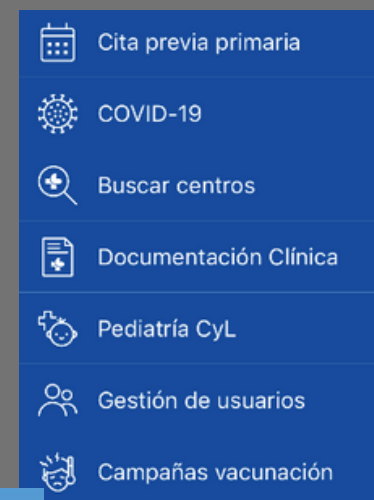 Cita previa primaria
COVID-19
Buscar centros
Documentación Clínica
Pediatría CyL
Gestión de usuarios
Campañas vacunación